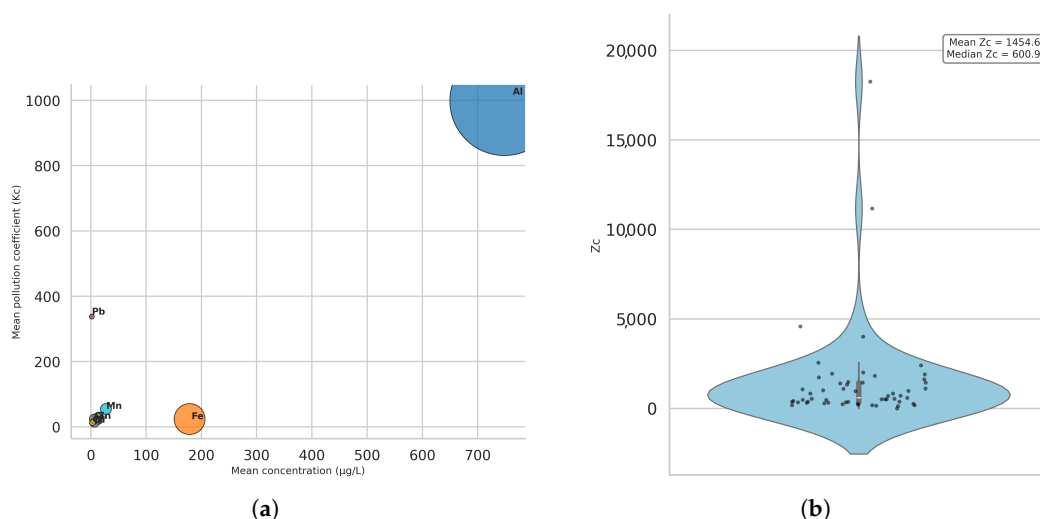 1000
800
600
400
200
0
Mean pollution coefficient (Kc)
Al
Pb
Mn
Fe
0 100 200 300 400 500 600 700
Mean concentration (µg/L)
(a)
20,000
15,000
10,000
5,000
0
Zc
Mean Zc = 1454.6
Median Zc = 600.9
(b)